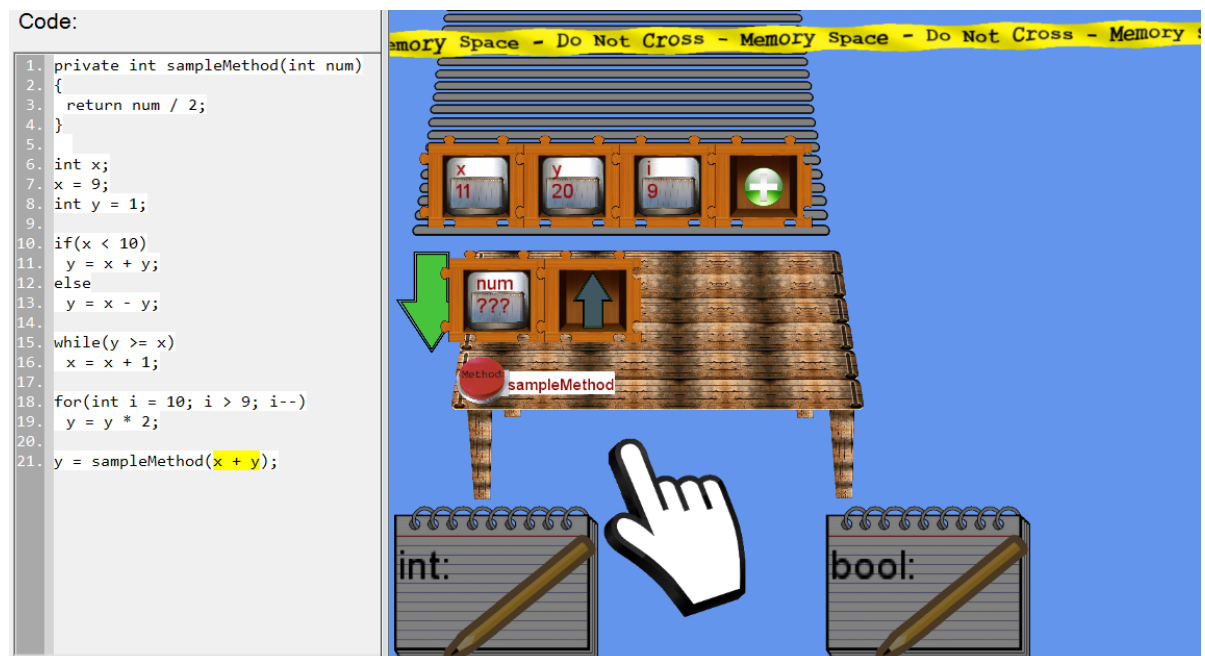 Code:
1. private int sampleMethod(int num)
2. {
3. return num / 2;
4. }
5.
6. int x;
7. x = 9;
8. int y = 1;
9.
10. if(x < 10)
11. y = x + y;
12. else
13. y = x - y;
14.
15. while(y >= x)
16. x = x + 1;
17.
18. for(int i = 10; i > 9; i--)
19. y = y * 2;
20.
21. y = sampleMethod(x + y);
emory Space - Do Not Cross - Memory Space - Do Not Cross - Memory S
x
11
y
20
i
9
num
???
Method:
sampleMethod
int:
bool: